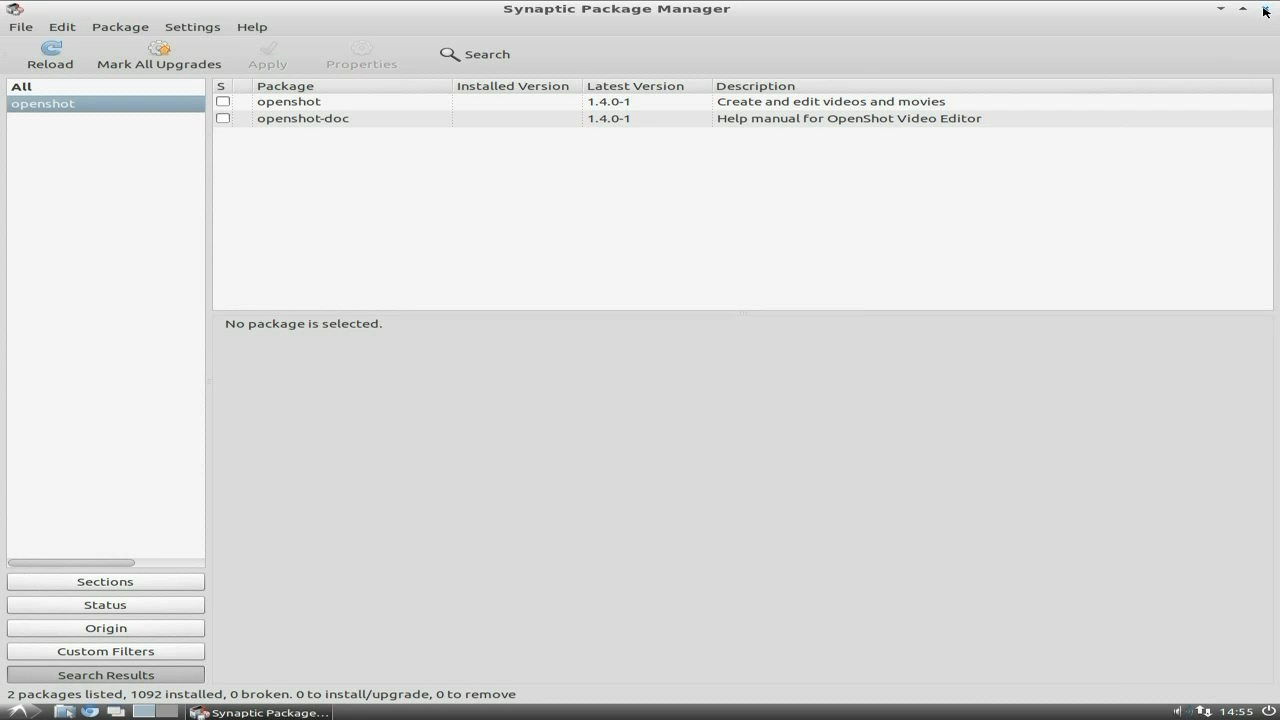 Synaptic Package Manager
File Edit Package Settings Help
Reload Mark All Upgrades Apply Properties Search
All
openshot
S Package Installed Version Latest Version Description
openshot 1.4.0-1 Create and edit videos and movies
openshot-doc 1.4.0-1 Help manual for OpenShot Video Editor
No package is selected.
Sections
Status
Origin
Custom Filters
Search Results
2 packages listed, 1092 installed, 0 broken. 0 to install/upgrade, 0 to remove
Synaptic Package... 14:55